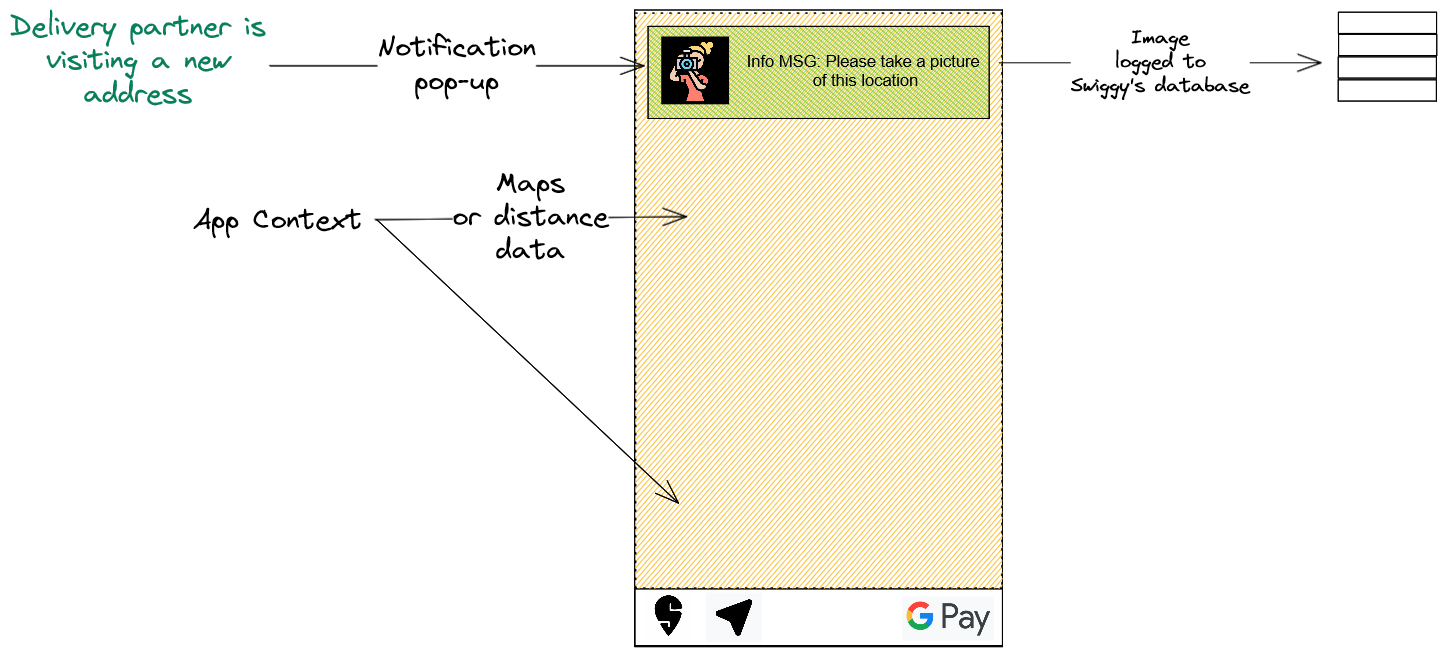 Delivery partner is
visiting a new
address
Notification
pop-up
Info MSG: Please take a picture
of this location
Image
logged to
Swiggy's database
App Context
Maps
or distance
data
G Pay